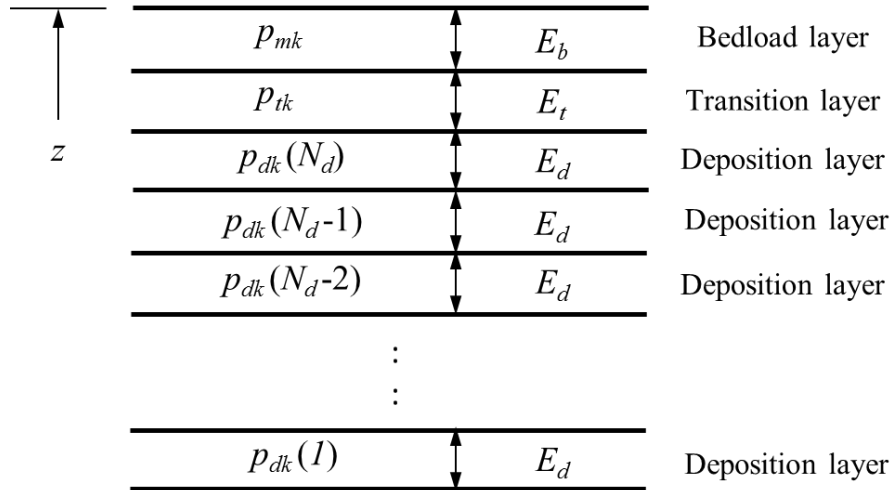 p_mk E_b Bedload layer
p_tk E_t Transition layer
z
p_dk(N_d) E_d Deposition layer
p_dk(N_d-1) E_d Deposition layer
p_dk(N_d-2) E_d Deposition layer
:
:
p_dk(1) E_d Deposition layer